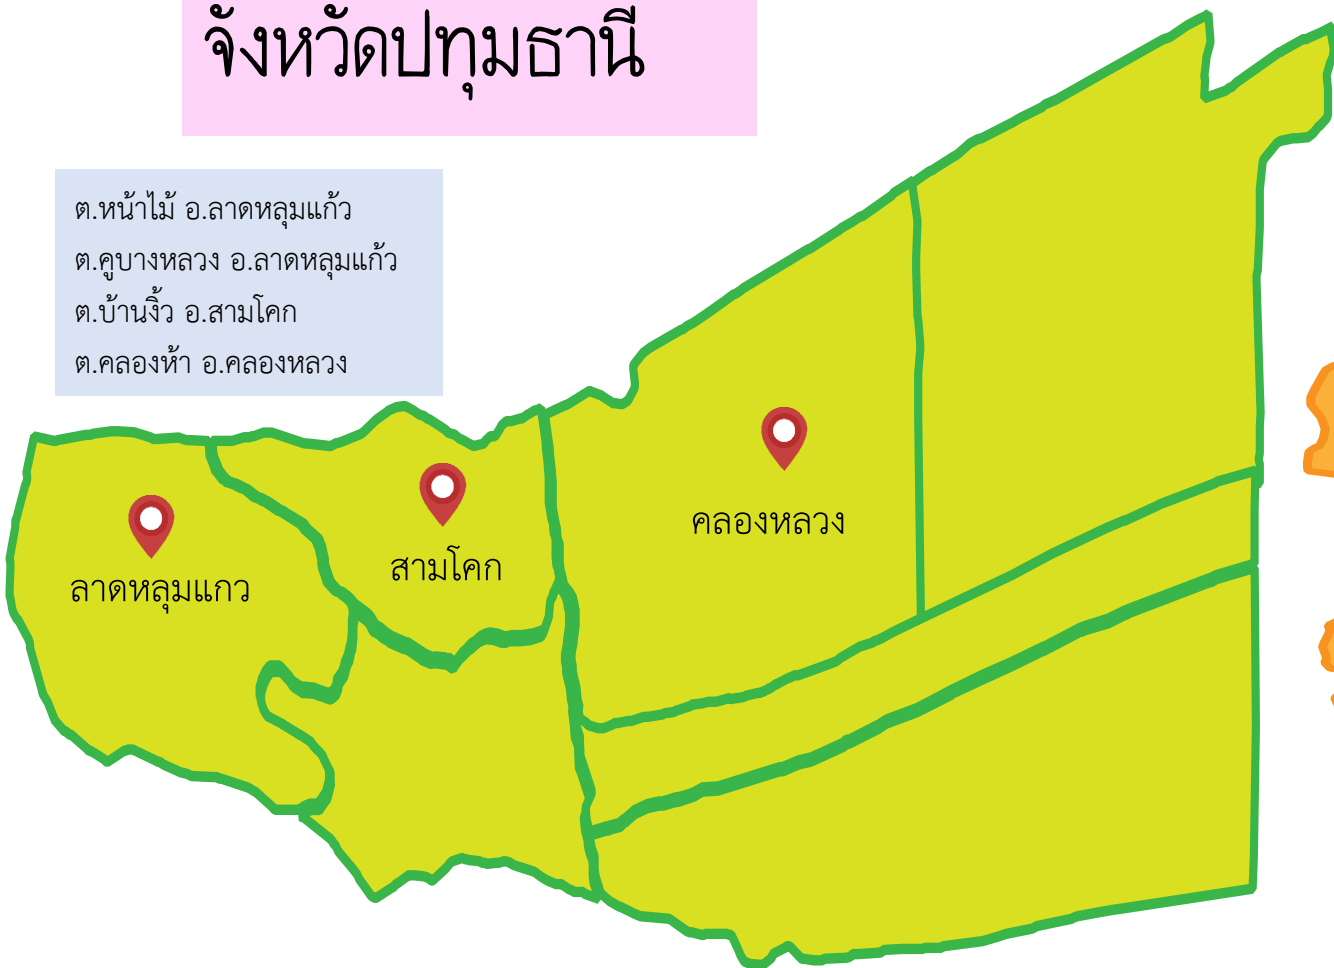 จังหวัดปทุมธานี
ต.หน้าไม้ อ.ลาดหลุมแก้ว
ต.คูบางหลวง อ.ลาดหลุมแก้ว
ต.บ้านงิ้ว อ.สามโคก
ต.คลองห้า อ.คลองหลวง
คลองหลวง
สามโคก
ลาดหลุมแกว